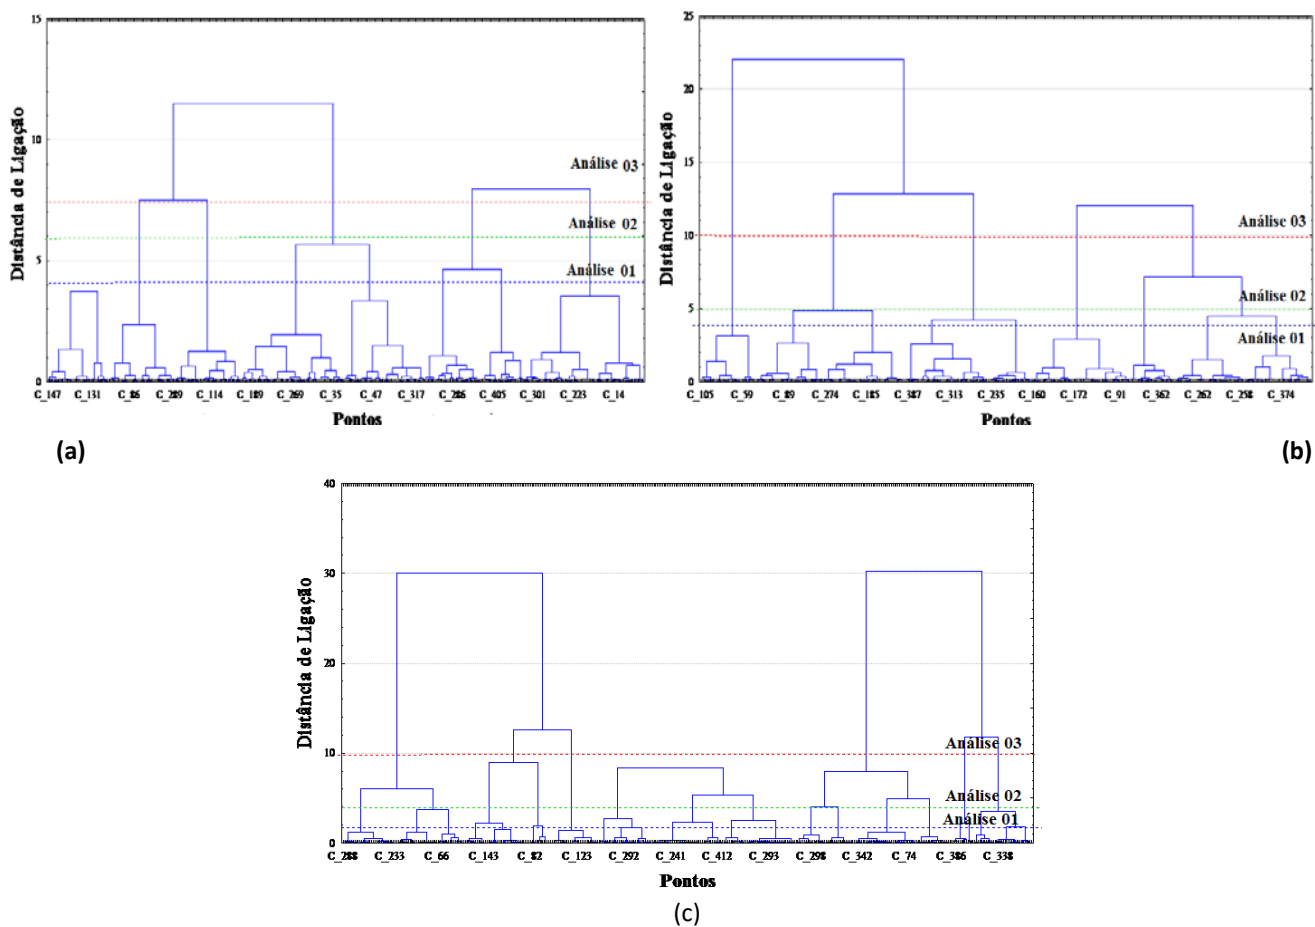 15
10
5
0
Distância de Ligação
Análise 03
Análise 02
Análise 01
C_147 C_131 C_86 C_289 C_114 C_189 C_269 C_35 C_47 C_317 C_286 C_405 C_301 C_223 C_14
Pontos
(a)
25
20
15
10
5
0
Distância de Ligação
Análise 03
Análise 02
Análise 01
C_105 C_59 C_89 C_274 C_185 C_387 C_313 C_235 C_160 C_172 C_91 C_362 C_262 C_258 C_374
Pontos
(b)
40
30
20
10
0
Distância de Ligação
Análise 03
Análise 02
Análise 01
C_288 C_233 C_66 C_143 C_82 C_123 C_292 C_241 C_412 C_293 C_298 C_342 C_74 C_386 C_338
Pontos
(c)